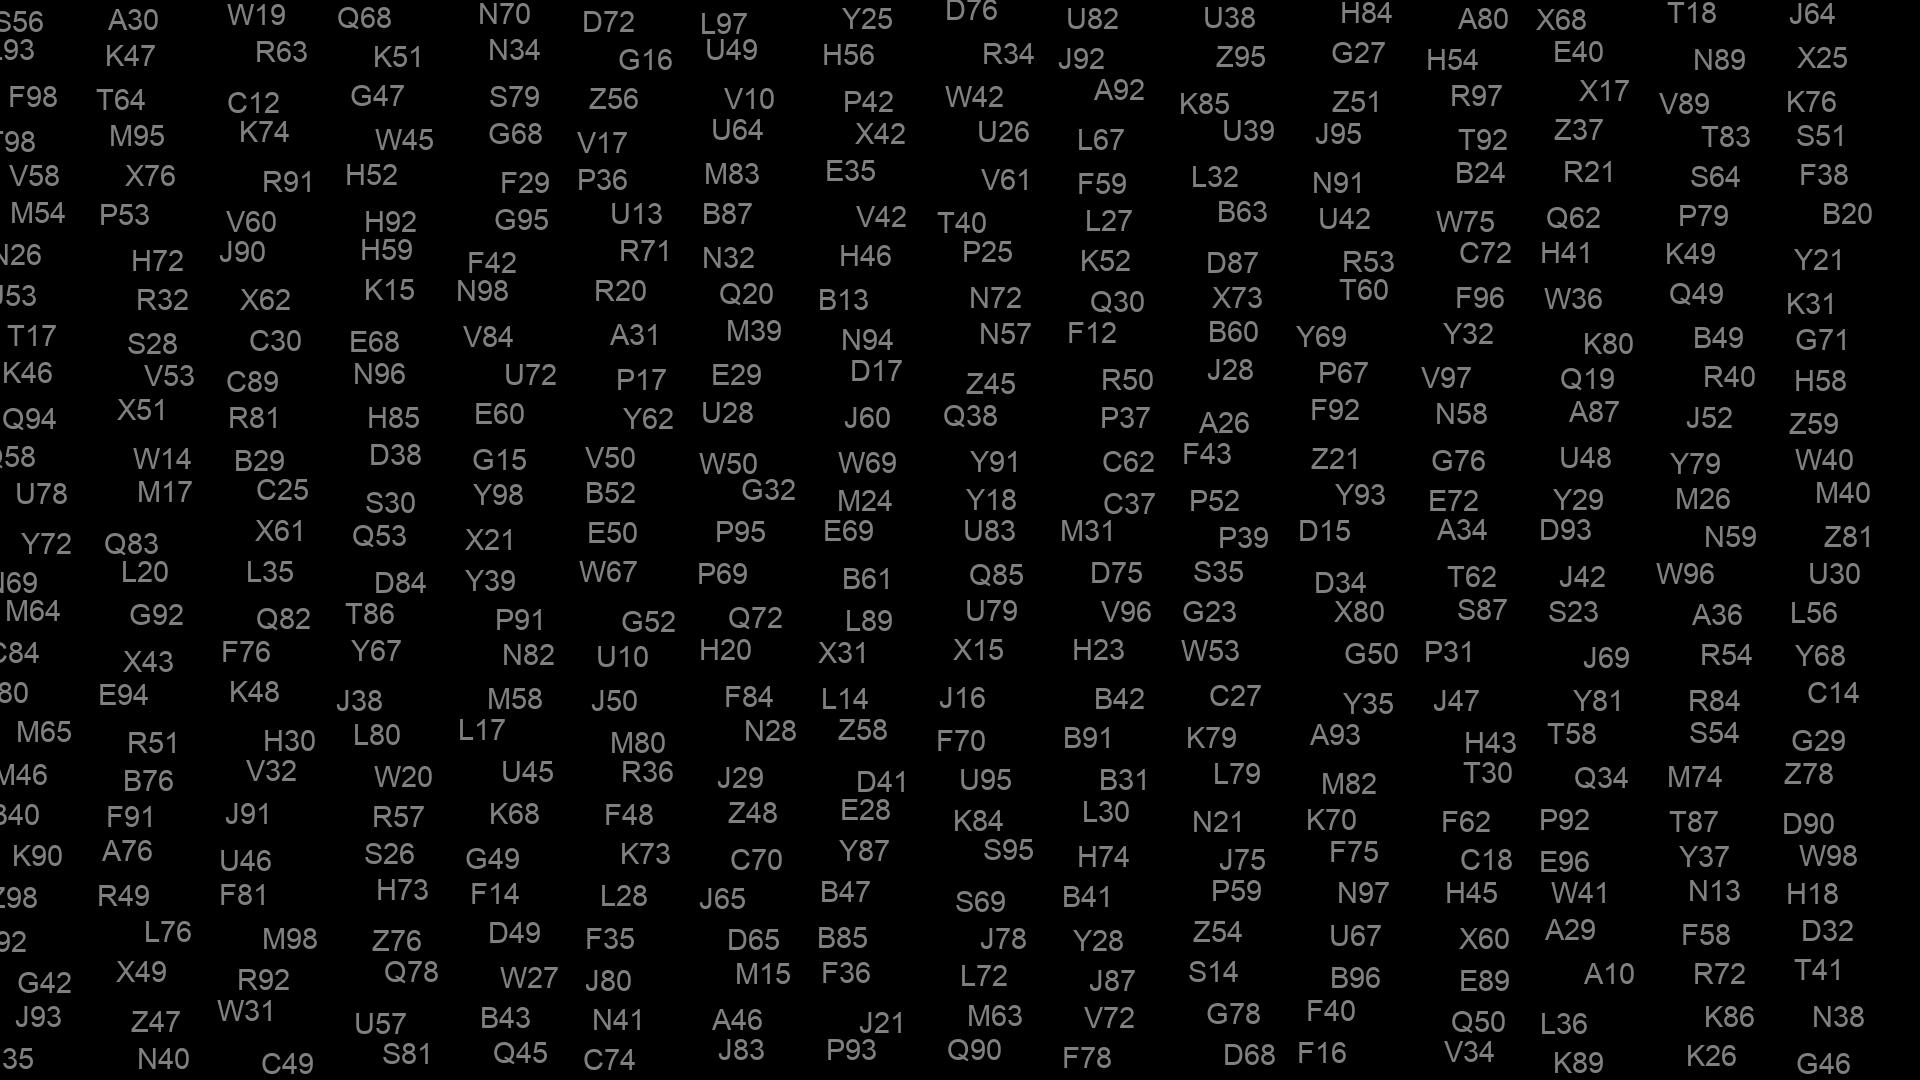 S56 A30 W19 Q68 N70 D72 L97 Y25 D76 U82 U38 H84 A80 X68 T18 J64
93 K47 R63 K51 N34 G16 U49 H56 R34 J92 Z95 G27 H54 E40 N89 X25
F98 T64 C12 G47 S79 Z56 V10 P42 W42 A92 K85 Z51 R97 X17 V89 K76
98 M95 K74 W45 G68 V17 U64 X42 U26 L67 U39 J95 T92 Z37 T83 S51
V58 X76 R91 H52 F29 P36 M83 E35 V61 F59 L32 N91 B24 R21 S64 F38
M54 P53 V60 H92 G95 U13 B87 V42 T40 L27 B63 U42 W75 Q62 P79 B20
N26 H72 J90 H59 F42 R71 N32 H46 P25 K52 D87 R53 C72 H41 K49 Y21
53 R32 X62 K15 N98 R20 Q20 B13 N72 Q30 X73 T60 F96 W36 Q49 K31
T17 S28 C30 E68 V84 A31 M39 N94 N57 F12 B60 Y69 Y32 K80 B49 G71
K46 V53 C89 N96 U72 P17 E29 D17 Z45 R50 J28 P67 V97 Q19 R40 H58
Q94 X51 R81 H85 E60 Y62 U28 J60 Q38 P37 A26 F92 N58 A87 J52 Z59
58 W14 B29 D38 G15 V50 W50 W69 Y91 C62 F43 Z21 G76 U48 Y79 W40
U78 M17 C25 S30 Y98 B52 G32 M24 Y18 C37 P52 Y93 E72 Y29 M26 M40
Y72 Q83 X61 Q53 X21 E50 P95 E69 U83 M31 P39 D15 A34 D93 N59 Z81
N69 L20 L35 D84 Y39 W67 P69 B61 Q85 D75 S35 D34 T62 J42 W96 U30
M64 G92 Q82 T86 P91 G52 Q72 L89 U79 V96 G23 X80 S87 S23 A36 L56
C84 X43 F76 Y67 N82 U10 H20 X31 X15 H23 W53 G50 P31 J69 R54 Y68
80 E94 K48 J38 M58 J50 F84 L14 J16 B42 C27 Y35 J47 Y81 R84 C14
M65 R51 H30 L80 L17 M80 N28 Z58 F70 B91 K79 A93 H43 T58 S54 G29
M46 B76 V32 W20 U45 R36 J29 D41 U95 B31 L79 M82 T30 Q34 M74 Z78
B40 F91 J91 R57 K68 F48 Z48 E28 K84 L30 N21 K70 F62 P92 T87 D90
K90 A76 U46 S26 G49 K73 C70 Y87 S95 H74 J75 F75 C18 E96 Y37 W98
Z98 R49 F81 H73 F14 L28 J65 B47 S69 B41 P59 N97 H45 W41 N13 H18
92 L76 M98 Z76 D49 F35 D65 B85 J78 Y28 Z54 U67 X60 A29 F58 D32
G42 X49 R92 Q78 W27 J80 M15 F36 L72 J87 S14 B96 E89 A10 R72 T41
J93 Z47 W31 U57 B43 N41 A46 J21 M63 V72 G78 F40 Q50 L36 K86 N38
35 N40 C49 S81 Q45 C74 J83 P93 Q90 F78 D68 F16 V34 K89 K26 G46